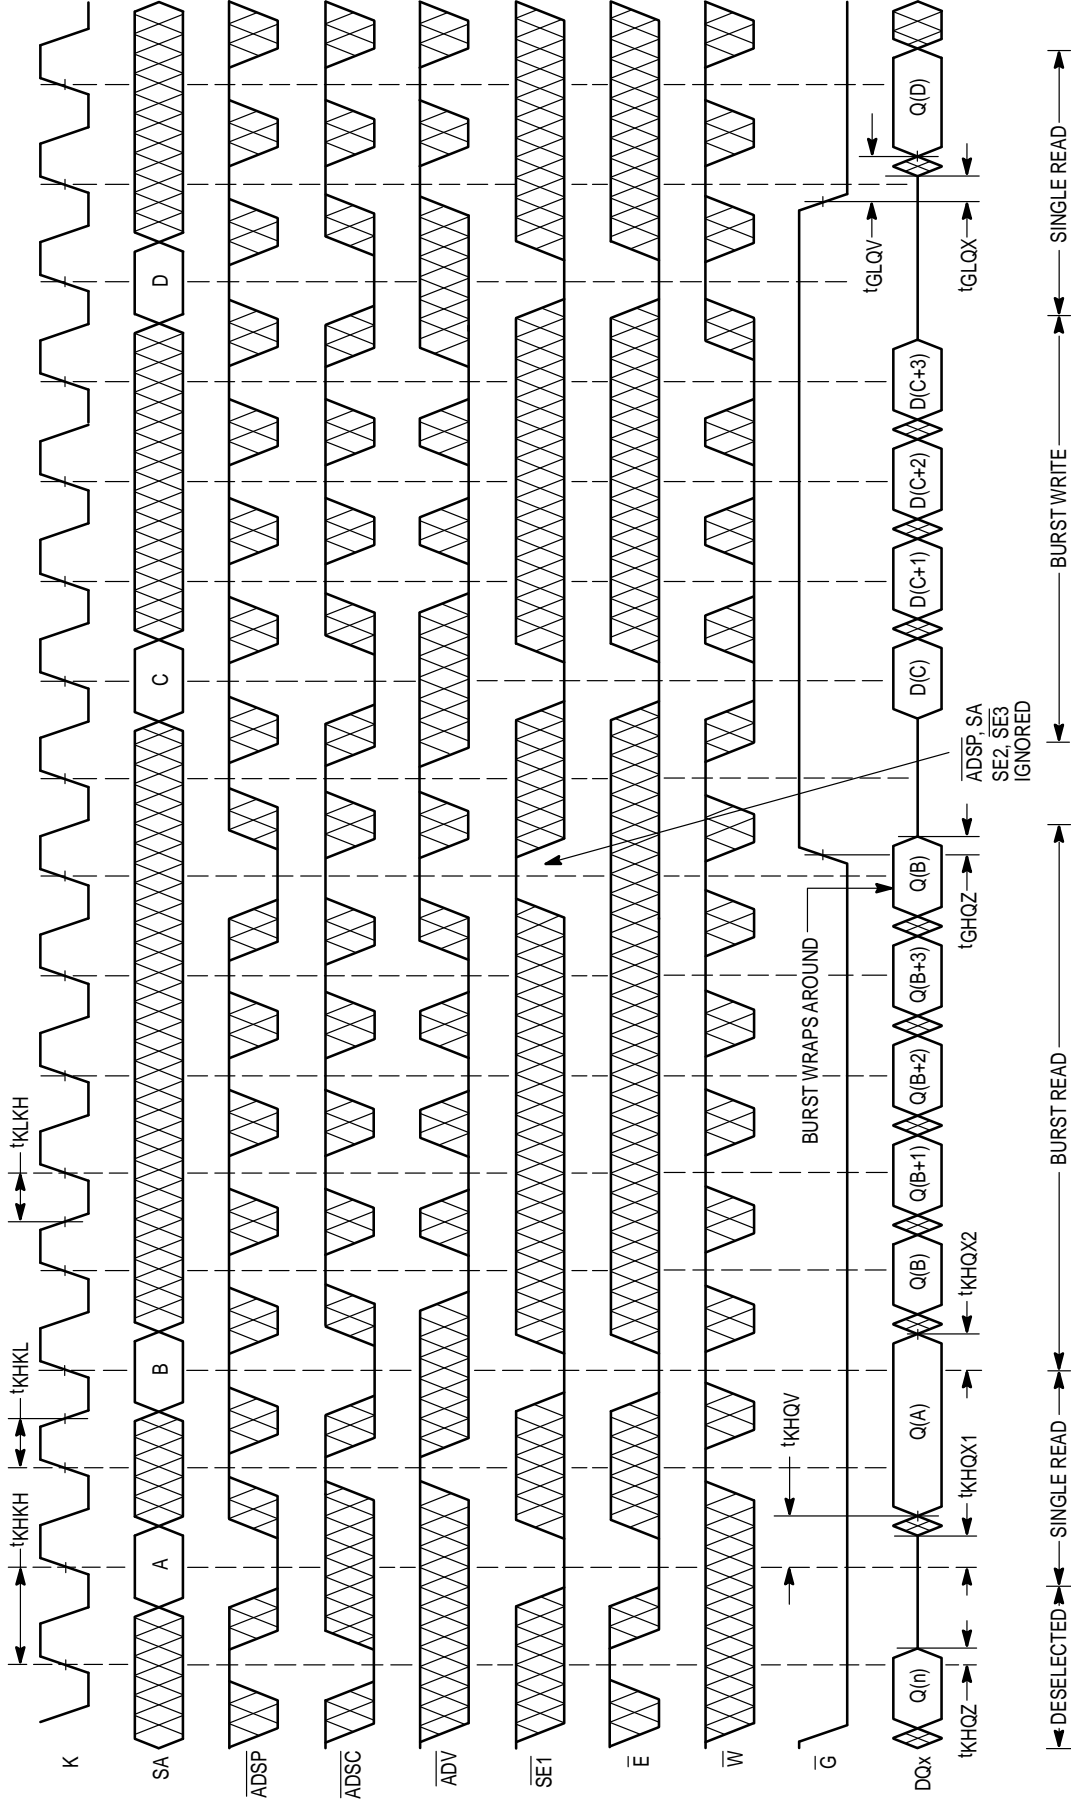 tKHKH
tKHKL
tKLKH
K
SA
A
B
C
D
ADSP
ADSC
ADV
SE1
E
W
G
DQx
ADSP, SA
SE2, SE3
IGNORED
BURST WRAPS AROUND
tKHQV
tGLQV
Q(n)
Q(A)
Q(B)
Q(B+1)
Q(B+2)
Q(B+3)
Q(B)
D(C)
D(C+1)
D(C+2)
D(C+3)
Q(D)
tKHQZ
tKHQX1
tKHQX2
tGHQZ
tGLQX
DESELECTED
SINGLE READ
BURST READ
BURST WRITE
SINGLE READ